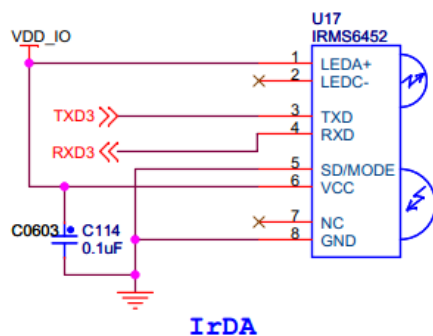 U17
IRMS6452
VDD_IO
1 LEDA+
2 LEDC-
TXD3
3 TXD
RXD3
4 RXD
5 SD/MODE
6 VCC
C0603
C114
0.1uF
7 NC
8 GND
IrDA